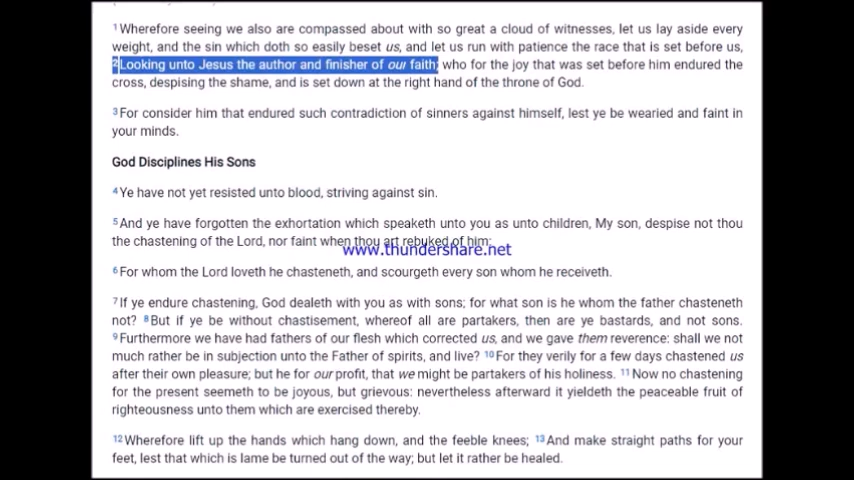 1Wherefore seeing we also are compassed about with so great a cloud of witnesses, let us lay aside every
weight, and the sin which doth so easily beset us, and let us run with patience the race that is set before us,
2Looking unto Jesus the author and finisher of our faith; who for the joy that was set before him endured the
cross, despising the shame, and is set down at the right hand of the throne of God.
3For consider him that endured such contradiction of sinners against himself, lest ye be wearied and faint in
your minds.
God Disciplines His Sons
4Ye have not yet resisted unto blood, striving against sin.
5And ye have forgotten the exhortation which speaketh unto you as unto children, My son, despise not thou
the chastening of the Lord, nor faint when thou art rebuked of him:
www.thundershare.net
6For whom the Lord loveth he chasteneth, and scourgeth every son whom he receiveth.
7If ye endure chastening, God dealeth with you as with sons; for what son is he whom the father chasteneth
not? 8But if ye be without chastisement, whereof all are partakers, then are ye bastards, and not sons.
9Furthermore we have had fathers of our flesh which corrected us, and we gave them reverence: shall we not
much rather be in subjection unto the Father of spirits, and live? 10For they verily for a few days chastened us
after their own pleasure; but he for our profit, that we might be partakers of his holiness. 11Now no chastening
for the present seemeth to be joyous, but grievous: nevertheless afterward it yieldeth the peaceable fruit of
righteousness unto them which are exercised thereby.
12Wherefore lift up the hands which hang down, and the feeble knees; 13And make straight paths for your
feet, lest that which is lame be turned out of the way; but let it rather be healed.